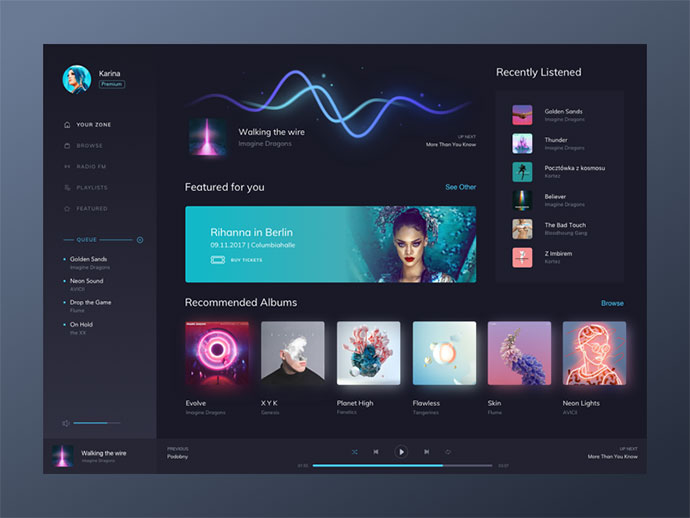 Karina
Premium
YOUR ZONE
BROWSE
RADIO FM
PLAYLISTS
FEATURED
QUEUE
Golden Sands
Imagine Dragons
Neon Sound
AVICII
Drop the Game
Flume
On Hold
the XX
Walking the wire
Imagine Dragons
UP NEXT
More Than You Know
Featured for you
See Other
Rihanna in Berlin
09.11.2017 | Columbiahalle
BUY TICKETS
Recommended Albums
Browse
Evolve
Imagine Dragons
X Y K
Genesis
Planet High
Fanatics
Flawless
Tangerines
Skin
Flume
Neon Lights
AVICII
Recently Listened
Golden Sands
Imagine Dragons
Thunder
Imagine Dragons
Pocztówka z kosmosu
Kortez
Believer
Imagine Dragons
The Bad Touch
Bloodhoung Gang
Z Imbirem
Kortez
Walking the wire
Imagine Dragons
PREVIOUS
Podobny
UP NEXT
More Than You Know